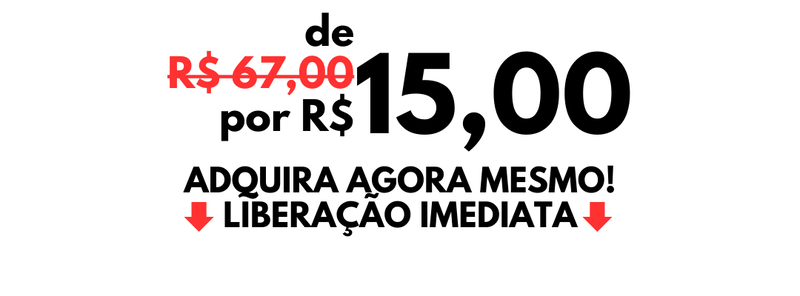 de
R$ 67,00
por R$ 15,00
ADQUIRA AGORA MESMO!
LIBERAÇÃO IMEDIATA